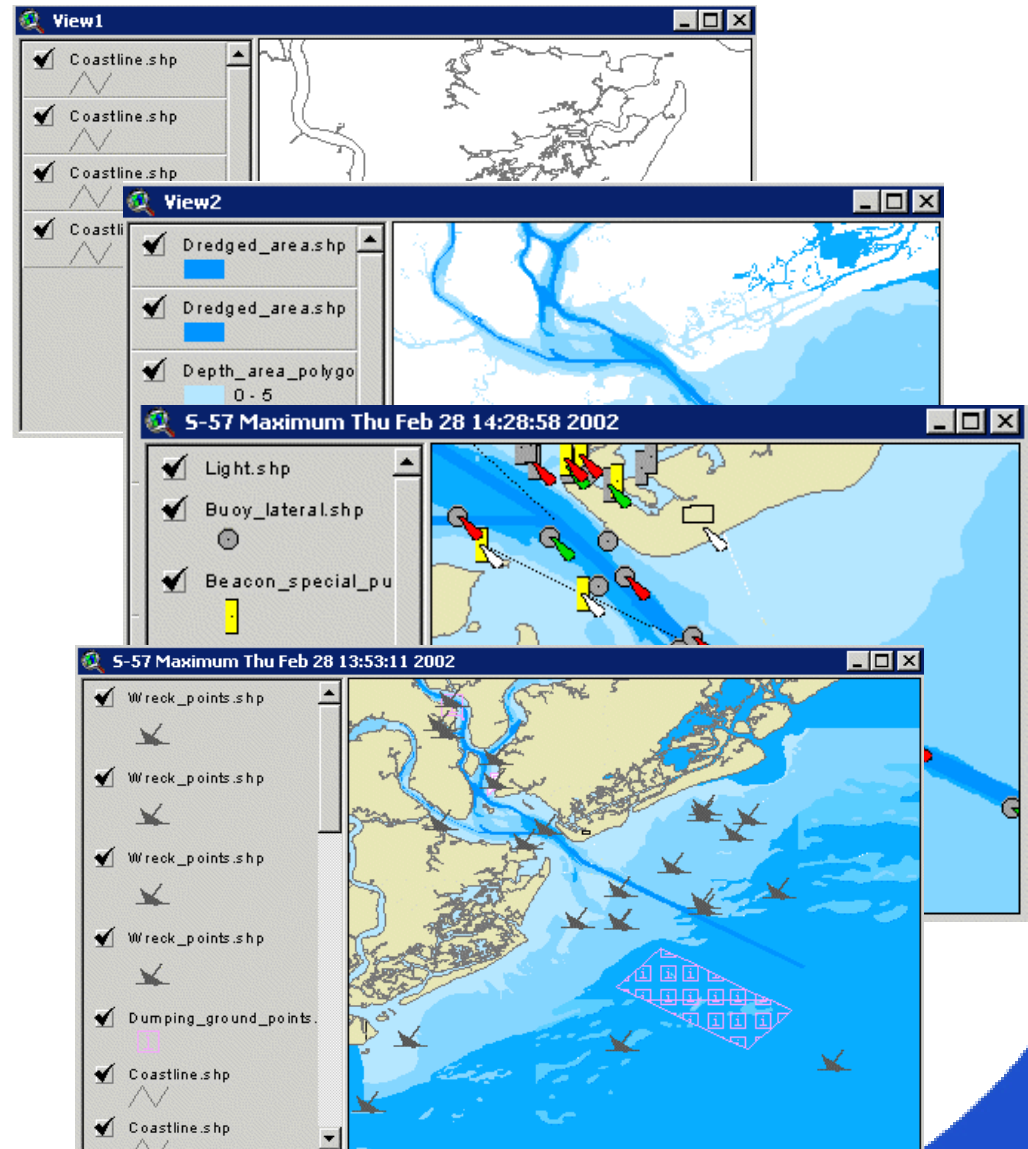 View1
Coastline.shp
Coastline.shp
Coastline.shp
Coastli
View2
Dredged_area.shp
Dredged_area.shp
Depth_area_polygo
0 - 5
S-57 Maximum Thu Feb 28 14:28:58 2002
Light.shp
Buoy_lateral.shp
Beacon_special_pu
S-57 Maximum Thu Feb 28 13:53:11 2002
Wreck_points.shp
Wreck_points.shp
Wreck_points.shp
Wreck_points.shp
Dumping_ground_points.
Coastline.shp
Coastline.shp